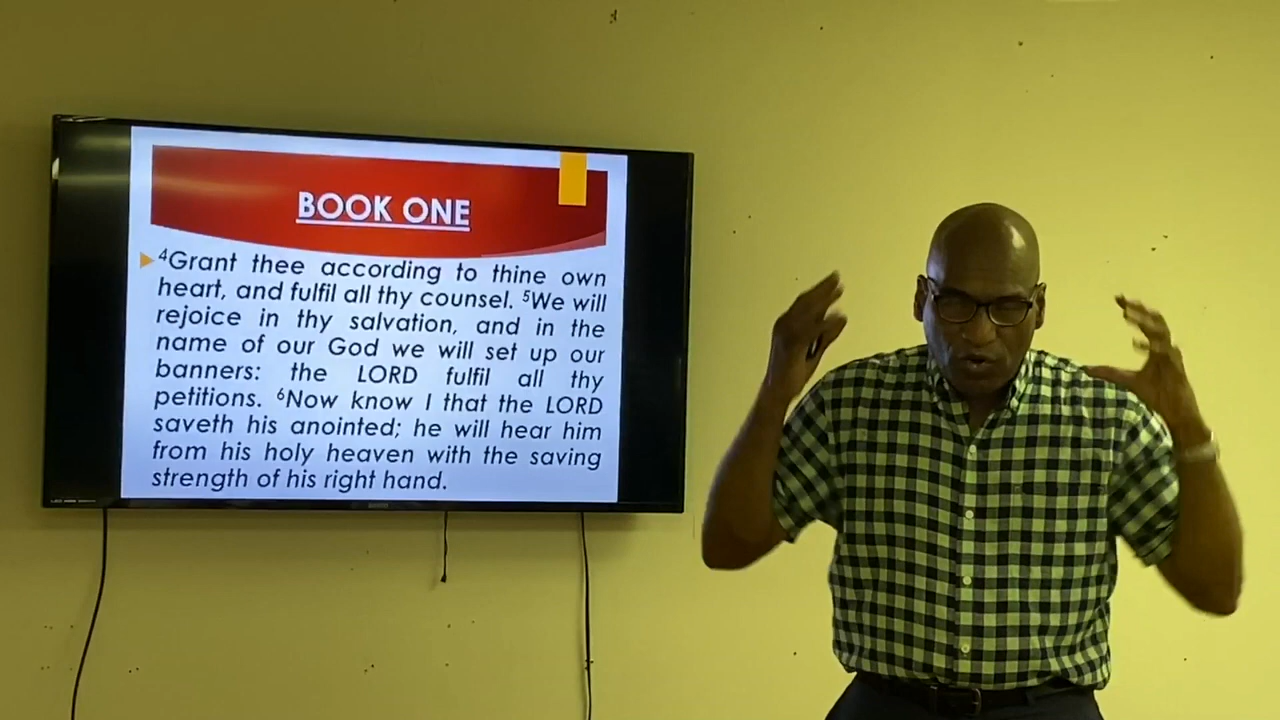 BOOK ONE
⁴Grant thee according to thine own
heart, and fulfil all thy counsel. ⁵We will
rejoice in thy salvation, and in the
name of our God we will set up our
banners: the LORD fulfil all thy
petitions. ⁶Now know I that the LORD
saveth his anointed; he will hear him
from his holy heaven with the saving
strength of his right hand.